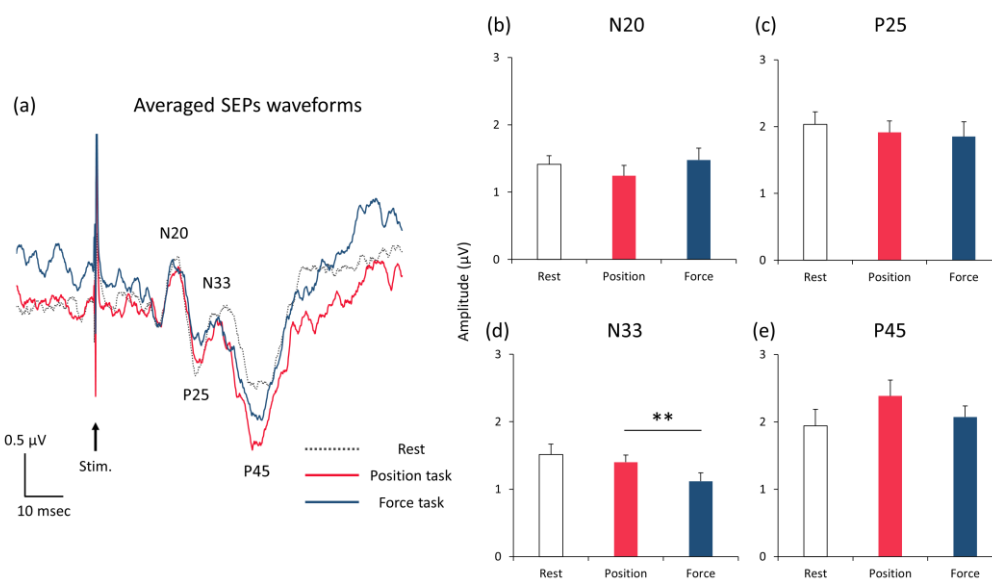 (a)
Averaged SEPs waveforms
N20
N33
P25
P45
Stim.
0.5 μV
10 msec
Rest
Position task
Force task
Amplitude (μV)
(b)
N20
3
2
1
0
Rest Position Force
(c)
P25
3
2
1
0
Rest Position Force
(d)
N33
3
2
1
0
**
Rest Position Force
(e)
P45
3
2
1
0
Rest Position Force